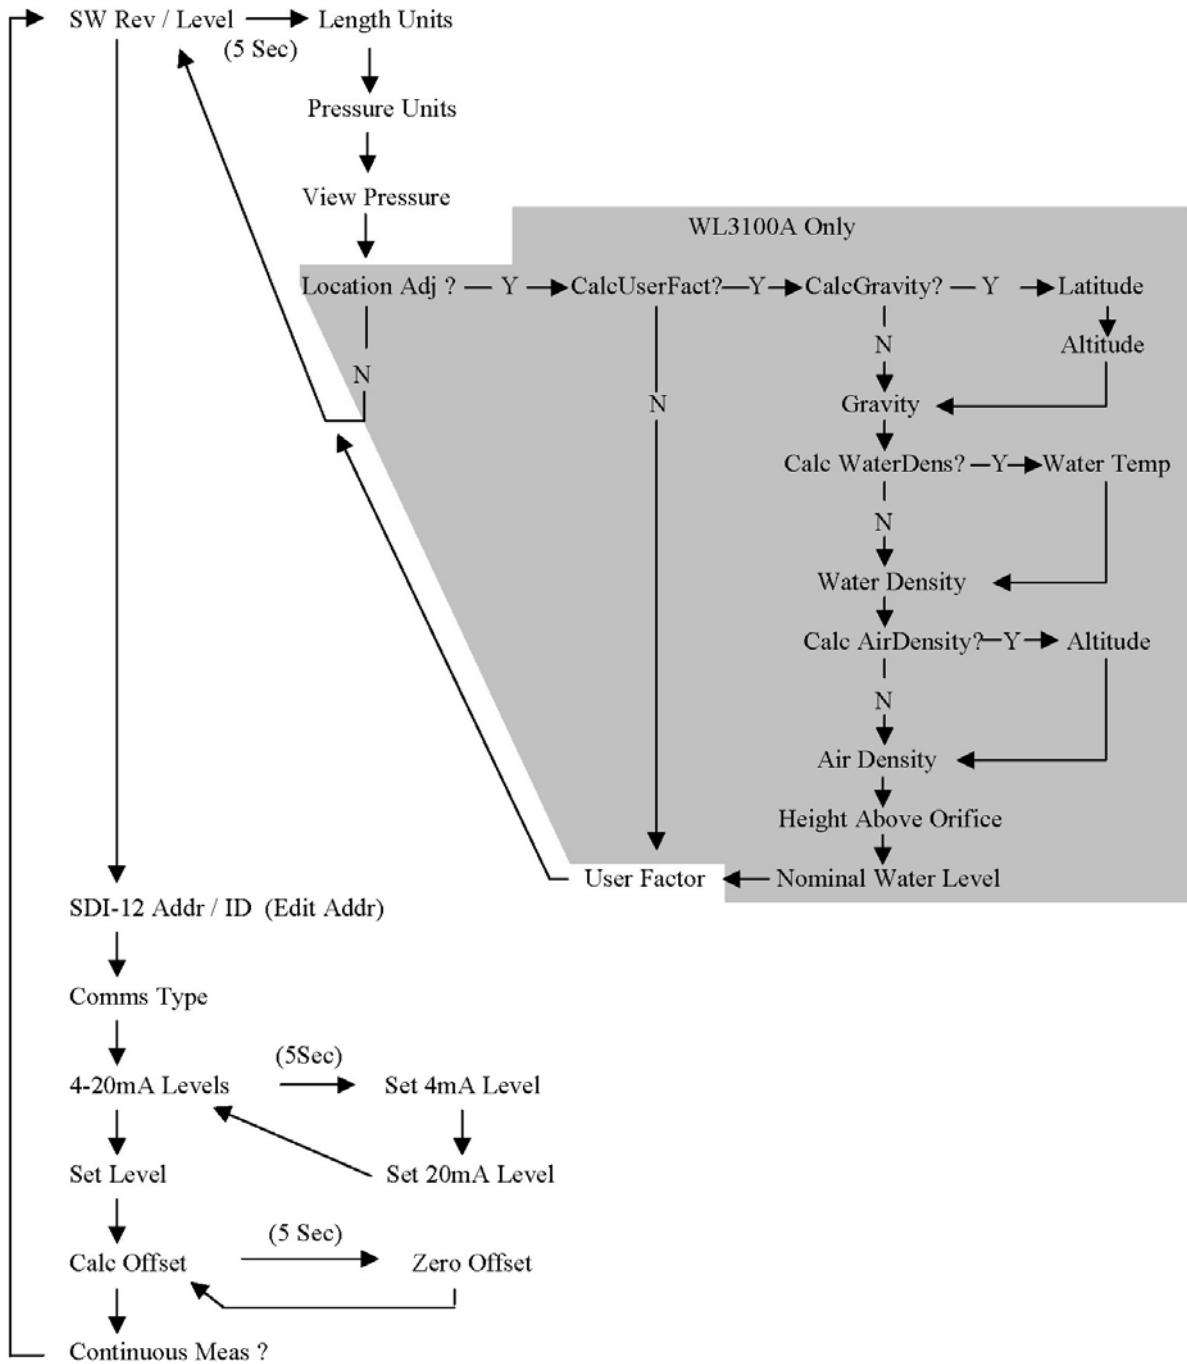 SW Rev / Level
(5 Sec)
Length Units
Pressure Units
View Pressure
WL3100A Only
Location Adj ?
Y
CalcUserFact?
Y
CalcGravity?
Y
Latitude
N
Altitude
N
N
Gravity
Calc WaterDens?
Y
Water Temp
N
Water Density
Calc AirDensity?
Y
Altitude
N
Air Density
Height Above Orifice
User Factor
Nominal Water Level
SDI-12 Addr / ID (Edit Addr)
Comms Type
(5Sec)
4-20mA Levels
Set 4mA Level
Set Level
Set 20mA Level
(5 Sec)
Calc Offset
Zero Offset
Continuous Meas ?